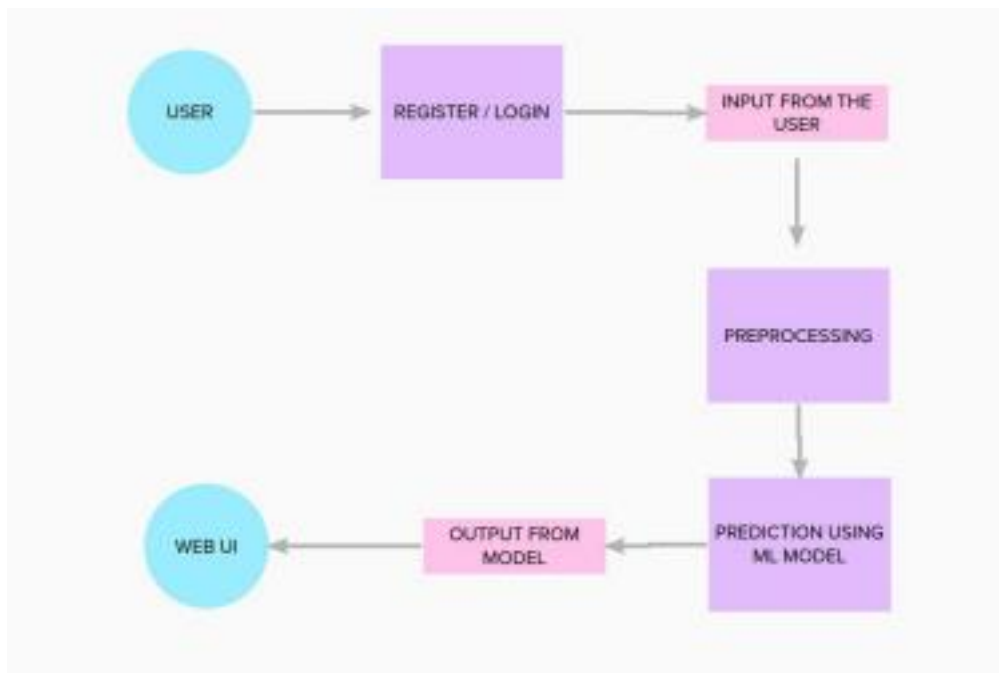 USER
REGISTER / LOGIN
INPUT FROM THE
USER
PREPROCESSING
PREDICTION USING
ML MODEL
OUTPUT FROM
MODEL
WEB UI